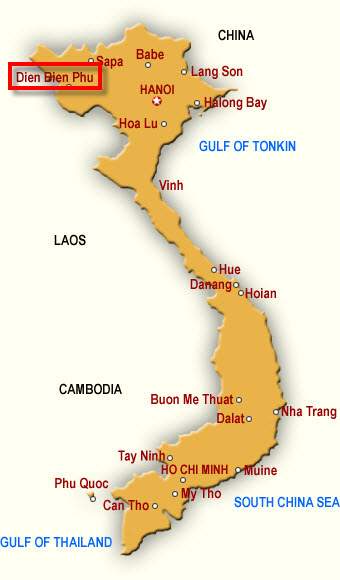 CHINA
Babe
Sapa
Lang Son
Dien Bien Phu
HANOI
Halong Bay
Hoa Lu
GULF OF TONKIN
Vinh
LAOS
Hue
Danang
Hoian
CAMBODIA
Buon Me Thuat
Nha Trang
Dalat
Tay Ninh
HO CHI MINH
Muine
Phu Quoc
My Tho
Can Tho
SOUTH CHINA SEA
GULF OF THAILAND